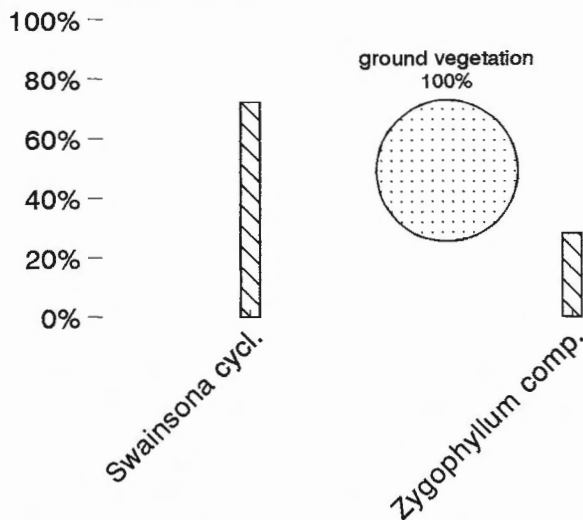 100%
80%
60%
40%
20%
0%
ground vegetation
100%
Swainsona cycl.
Zygophyllum comp.